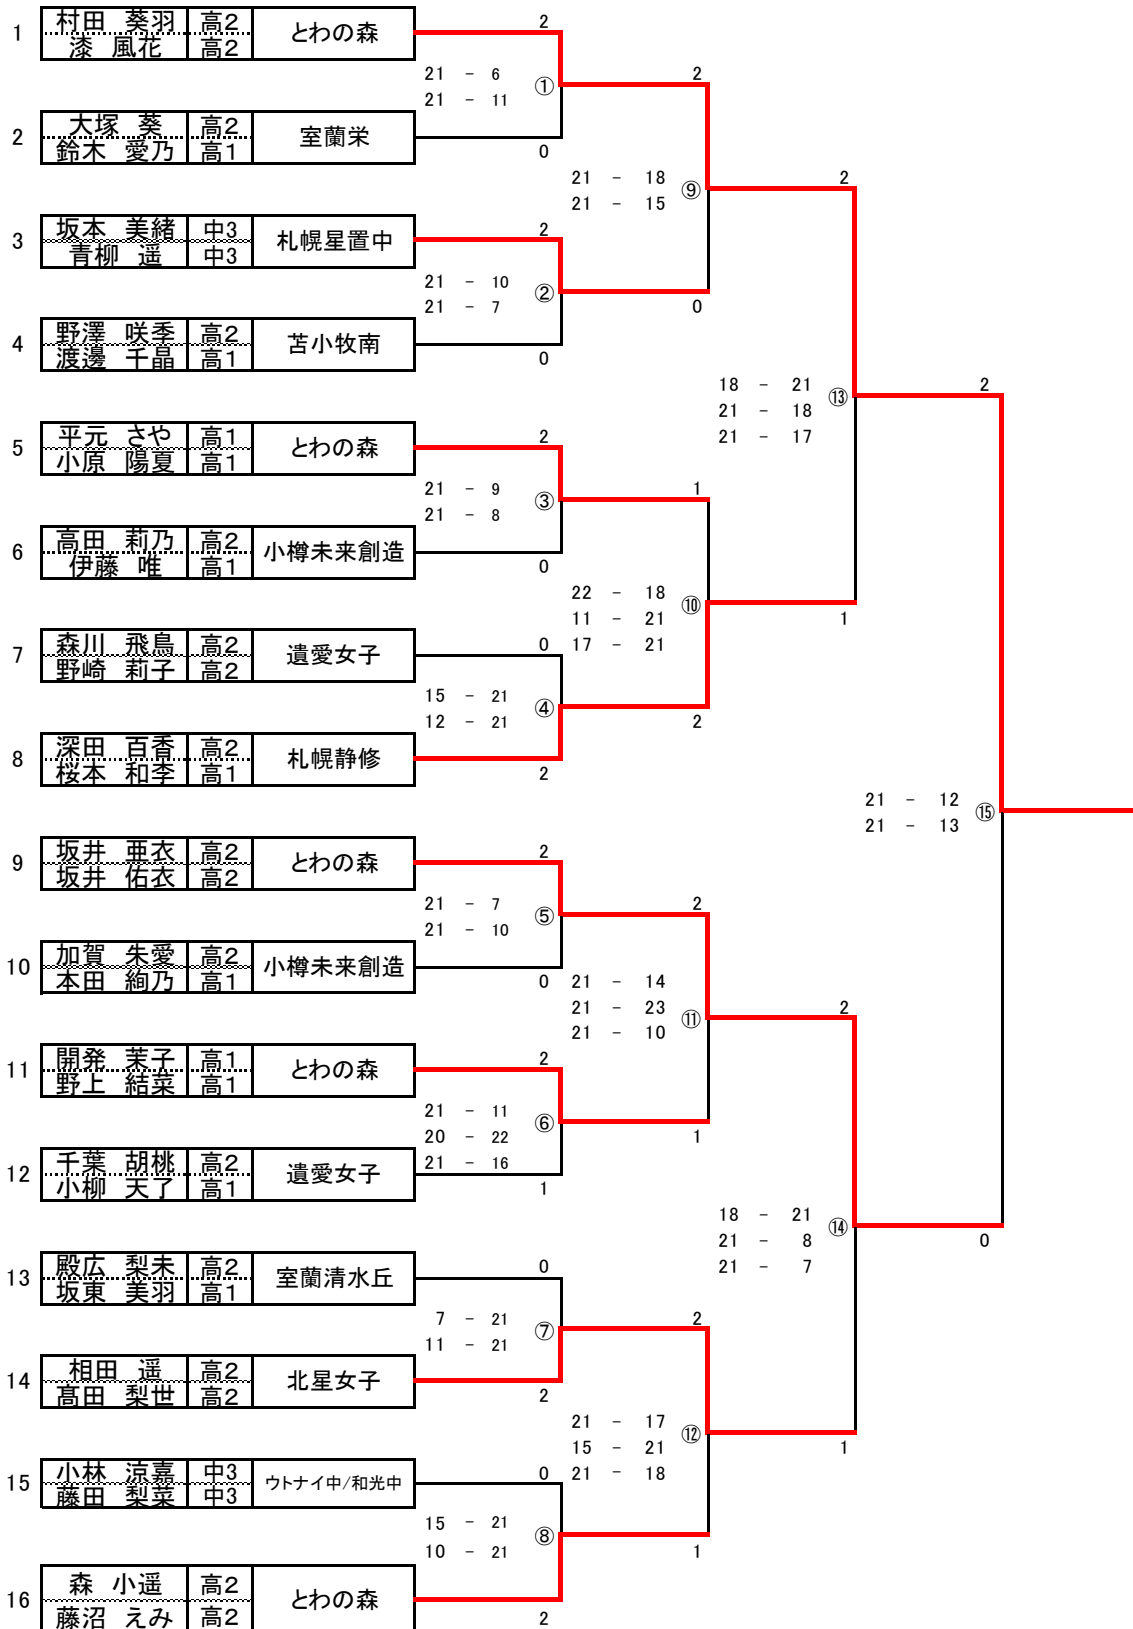 1 村田 葵羽 高2 とわの森 2
漆 風花 高2
21 - 6 ① 2
21 - 11
2 大塚 葵 高2 室蘭栄
鈴木 愛乃 高1 0
21 - 18 ⑨ 2
21 - 15
3 坂本 美緒 中3 札幌星置中 2
青柳 遥 中3
21 - 10 ②
21 - 7 0
4 野澤 咲季 高2 苫小牧南
渡邊 千晶 高1 0
18 - 21 ⑬ 2
21 - 18
21 - 17
5 平元 さや 高1 とわの森 2
小原 陽夏 高1
21 - 9 ③ 1
21 - 8
6 高田 莉乃 高2 小樽未来創造
伊藤 唯 高1 0
22 - 18 ⑩
11 - 21 1
17 - 21
7 森川 飛鳥 高2 遺愛女子 0
野崎 莉子 高2
15 - 21 ④
12 - 21 2
8 深田 百香 高2 札幌静修
桜本 和李 高1 2
21 - 12 ⑮
21 - 13
9 坂井 亜衣 高2 とわの森 2
坂井 佑衣 高2
21 - 7 ⑤ 2
21 - 10
10 加賀 朱愛 高2 小樽未来創造
本田 絢乃 高1 0
21 - 14
21 - 23 ⑪ 2
21 - 10
11 開発 茉子 高1 とわの森 2
野上 結菜 高1
21 - 11 ⑥
20 - 22 1
21 - 16
12 千葉 胡桃 高2 遺愛女子
小柳 天了 高1 1
18 - 21 ⑭
21 - 8 0
21 - 7
13 殿広 梨未 高2 室蘭清水丘 0
坂東 美羽 高1
7 - 21 ⑦ 2
11 - 21
14 相田 遥 高2 北星女子
髙田 梨世 高2 2
21 - 17 ⑫
15 - 21 1
21 - 18
15 小林 涼嘉 中3 ウトナイ中/和光中 0
藤田 梨菜 中3
15 - 21 ⑧
10 - 21 1
16 森 小遥 高2 とわの森
藤沼 えみ 高2 2